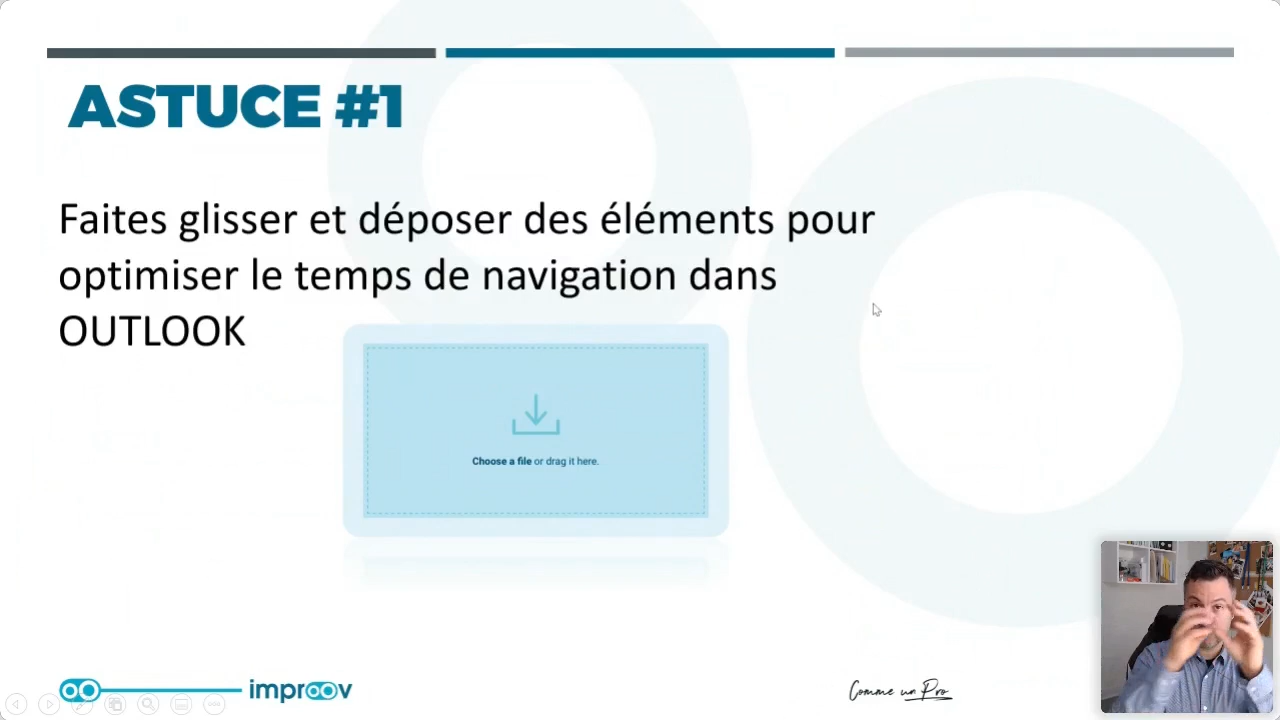 ASTUCE #1
Faites glisser et déposer des éléments pour
optimiser le temps de navigation dans
OUTLOOK
Choose a file or drag it here.
improov
Comme un Pro